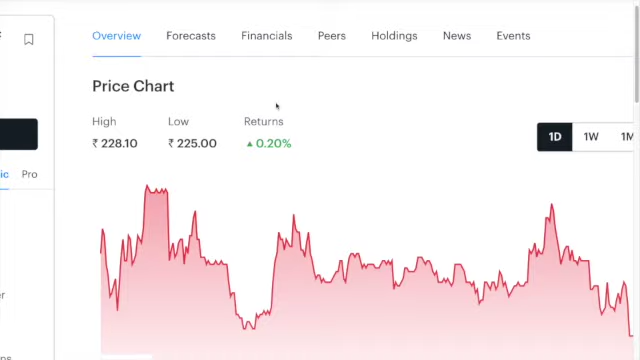 Overview Forecasts Financials Peers Holdings News Events
Price Chart
High Low Returns
₹ 228.10 ₹ 225.00 ▲ 0.20%
1D 1W 1M
Pro